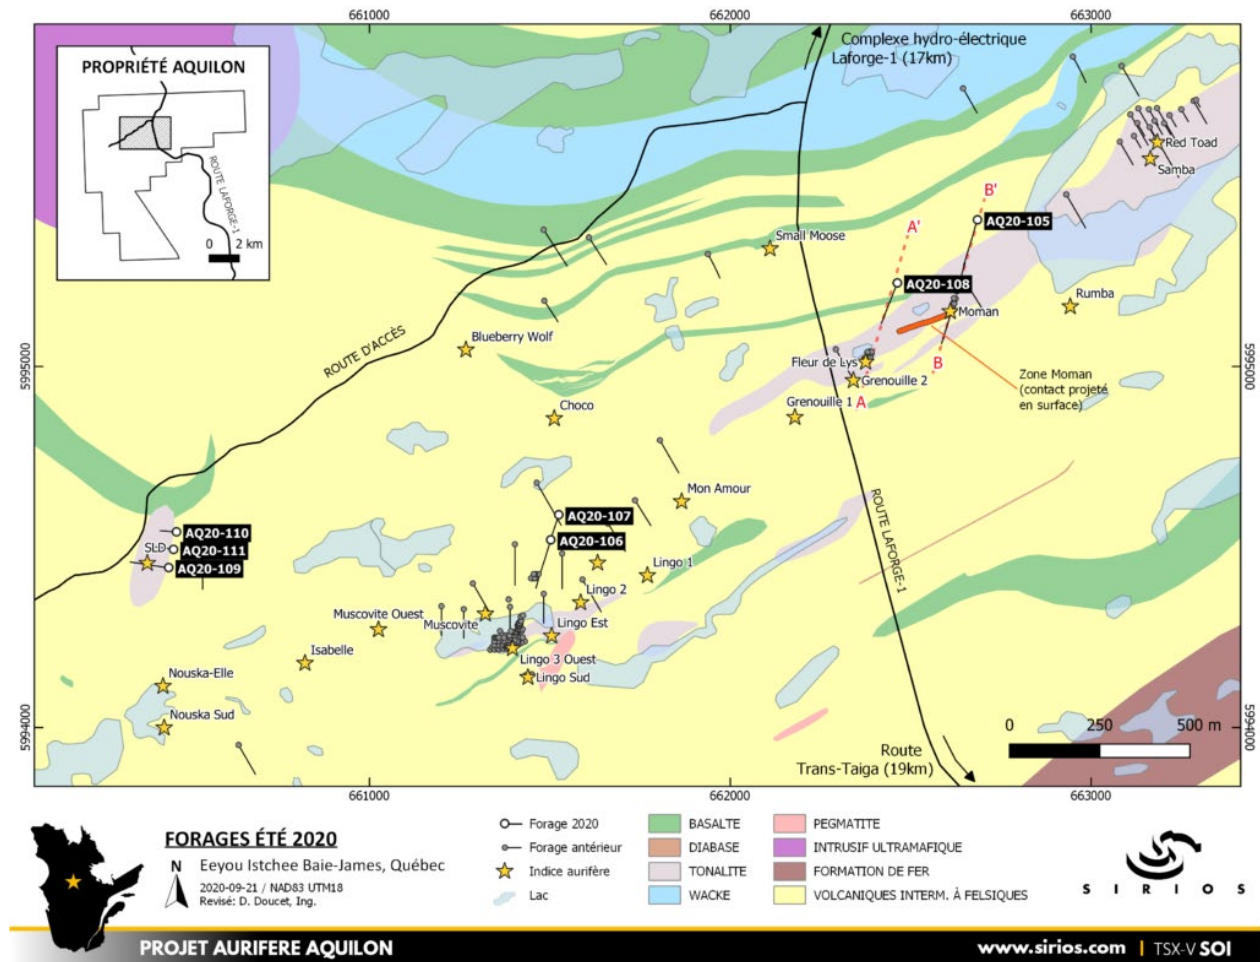 661000
662000
663000
PROPRIÉTÉ AQUILON
ROUTE LAFORGE-1
0 2 km
Complexe hydro-électrique
Laforge-1 (17km)
Red Toad
Samba
B'
A'
AQ20-105
Small Moose
AQ20-108
Rumba
Moman
Blueberry Wolf
ROUTE D'ACCÈS
5995000
5995000
Fleur de Lys
Grenouille 2
B
Zone Moman
(contact projeté
en surface)
Choco
Grenouille 1
A
Mon Amour
ROUTE LAFORGE-1
AQ20-107
AQ20-110
SLD
AQ20-111
AQ20-106
AQ20-109
Lingo 1
Lingo 2
Muscovite Ouest
Muscovite
Lingo Est
Isabelle
Lingo 3 Ouest
Nouska-Elle
Lingo Sud
Nouska Sud
5994000
5994000
0 250 500 m
Route
Trans-Taiga (19km)
661000
662000
663000
FORAGES ÉTÉ 2020
N
Eeyou Istchee Baie-James, Québec
2020-09-21 / NAD83 UTM18
Revisé: D. Doucet, Ing.
Forage 2020
Forage antérieur
Indice aurifère
Lac
BASALTE
DIABASE
TONALITE
WACKE
PEGMATITE
INTRUSIF ULTRAMAFIQUE
FORMATION DE FER
VOLCANIQUES INTERM. À FELSIQUES
SIRIOS
PROJET AURIFERE AQUILON
www.sirios.com | TSX-V SOI